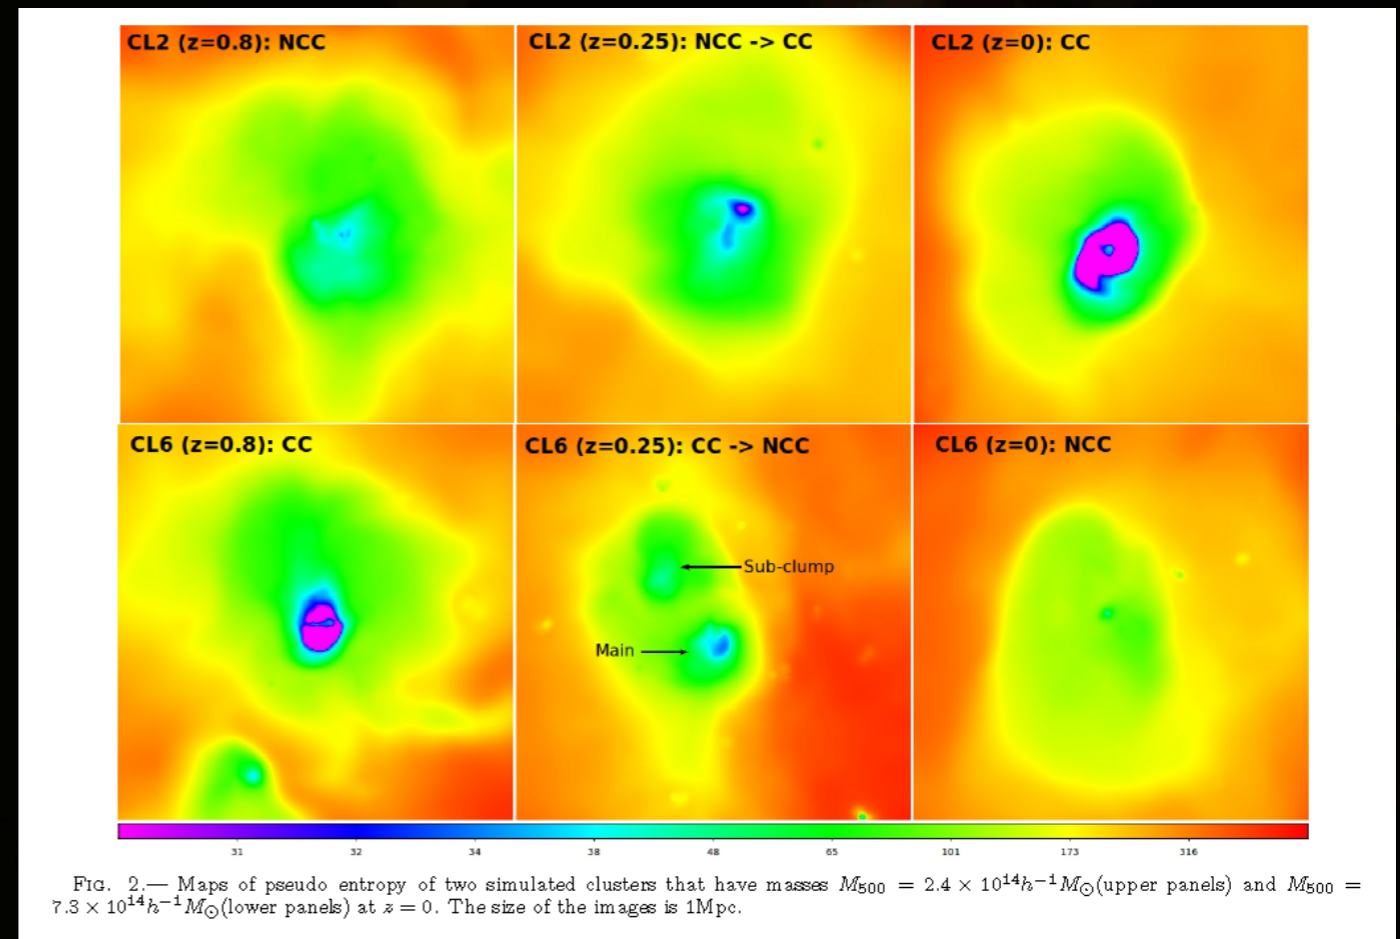 CL2 (z=0.8): NCC
CL2 (z=0.25): NCC -> CC
CL2 (z=0): CC
CL6 (z=0.8): CC
CL6 (z=0.25): CC -> NCC
CL6 (z=0): NCC
Sub-clump
Main
31 32 34 38 48 65 101 173 316
FIG. 2.— Maps of pseudo entropy of two simulated clusters that have masses M500 = 2.4 × 10^14h^−1M⊙(upper panels) and M500 =
7.3 × 10^14h^−1M⊙(lower panels) at z = 0. The size of the images is 1Mpc.